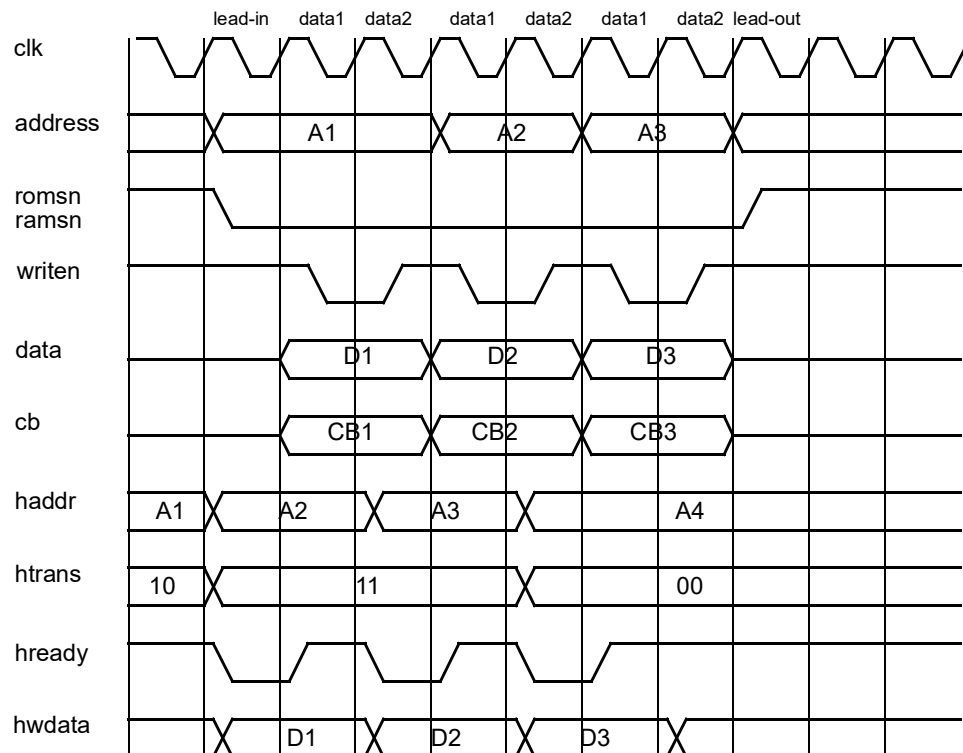 lead-in data1 data2 data1 data2 data1 data2 lead-out
clk
address A1 A2 A3
romsn
ramsn
writen
data D1 D2 D3
cb CB1 CB2 CB3
haddr A1 A2 A3 A4
htrans 10 11 00
hready
hwdata D1 D2 D3